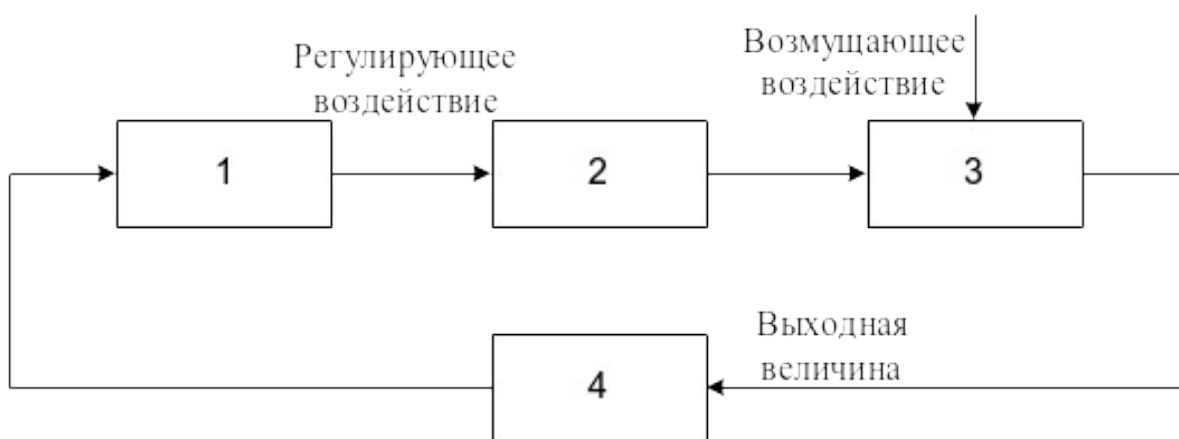 Регулирующее
воздействие
Возмущающее
воздействие
1
2
3
Выходная
величина
4